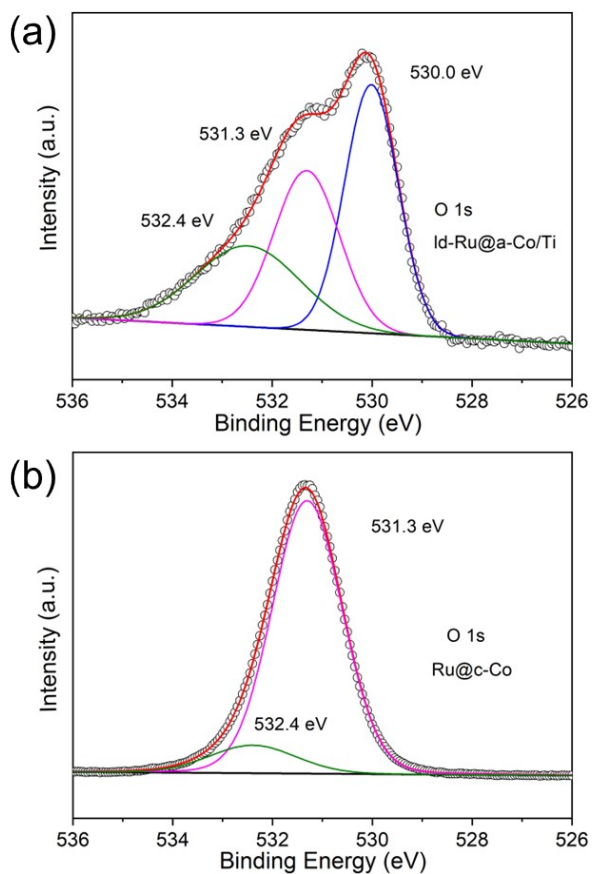 (a)
530.0 eV
531.3 eV
532.4 eV
O 1s
ld-Ru@a-Co/Ti
Intensity (a.u.)
536 534 532 530 528 526
Binding Energy (eV)
(b)
531.3 eV
O 1s
Ru@c-Co
532.4 eV
Intensity (a.u.)
536 534 532 530 528 526
Binding Energy (eV)